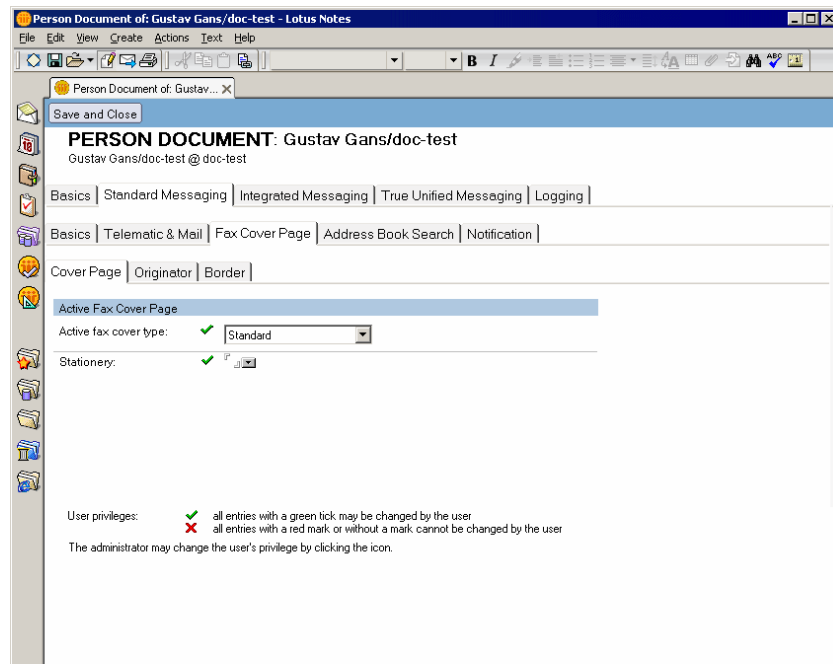 Person Document of: Gustav Gans/doc-test - Lotus Notes
File Edit View Create Actions Text Help
B I
Person Document of: Gustav...
Save and Close
PERSON DOCUMENT: Gustav Gans/doc-test
Gustav Gans/doc-test @ doc-test
Basics Standard Messaging Integrated Messaging True Unified Messaging Logging
Basics Telematic & Mail Fax Cover Page Address Book Search Notification
Cover Page Originator Border
Active Fax Cover Page
Active fax cover type: Standard
Stationery:
User privileges: all entries with a green tick may be changed by the user
all entries with a red mark or without a mark cannot be changed by the user
The administrator may change the user's privilege by clicking the icon.